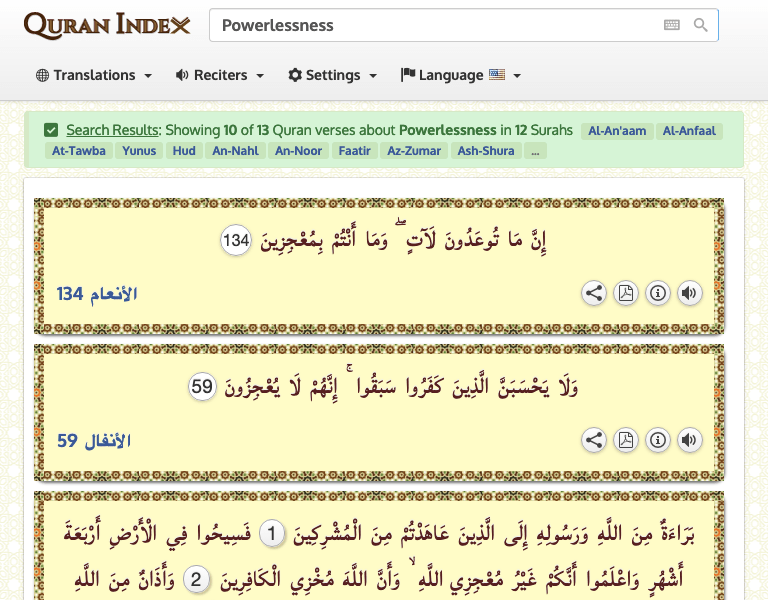 QURAN INDEX
Powerlessness
Translations Reciters Settings Language
Search Results: Showing 10 of 13 Quran verses about Powerlessness in 12 Surahs Al-An'aam Al-Anfaal
At-Tawba Yunus Hud An-Nahl An-Noor Faatir Az-Zumar Ash-Shura ...
إِنَّ مَا تُوعَدُونَ لَآتٍ ۖ وَمَا أَنْتُمْ بِمُعْجِزِينَ 134
الأنعام 134
وَلَا يَحْسَبَنَّ الَّذِينَ كَفَرُوا سَبَقُوا ۚ إِنَّهُمْ لَا يُعْجِزُونَ 59
الأنفال 59
بَرَاءَةٌ مِنَ اللَّهِ وَرَسُولِهِ إِلَى الَّذِينَ عَاهَدْتُمْ مِنَ الْمُشْرِكِينَ 1 فَسِيحُوا فِي الْأَرْضِ أَرْبَعَةَ
أَشْهُرٍ وَاعْلَمُوا أَنَّكُمْ غَيْرُ مُعْجِزِي اللَّهِ ۙ وَأَنَّ اللَّهَ مُخْزِي الْكَافِرِينَ 2 وَأَذَانٌ مِنَ اللَّهِ